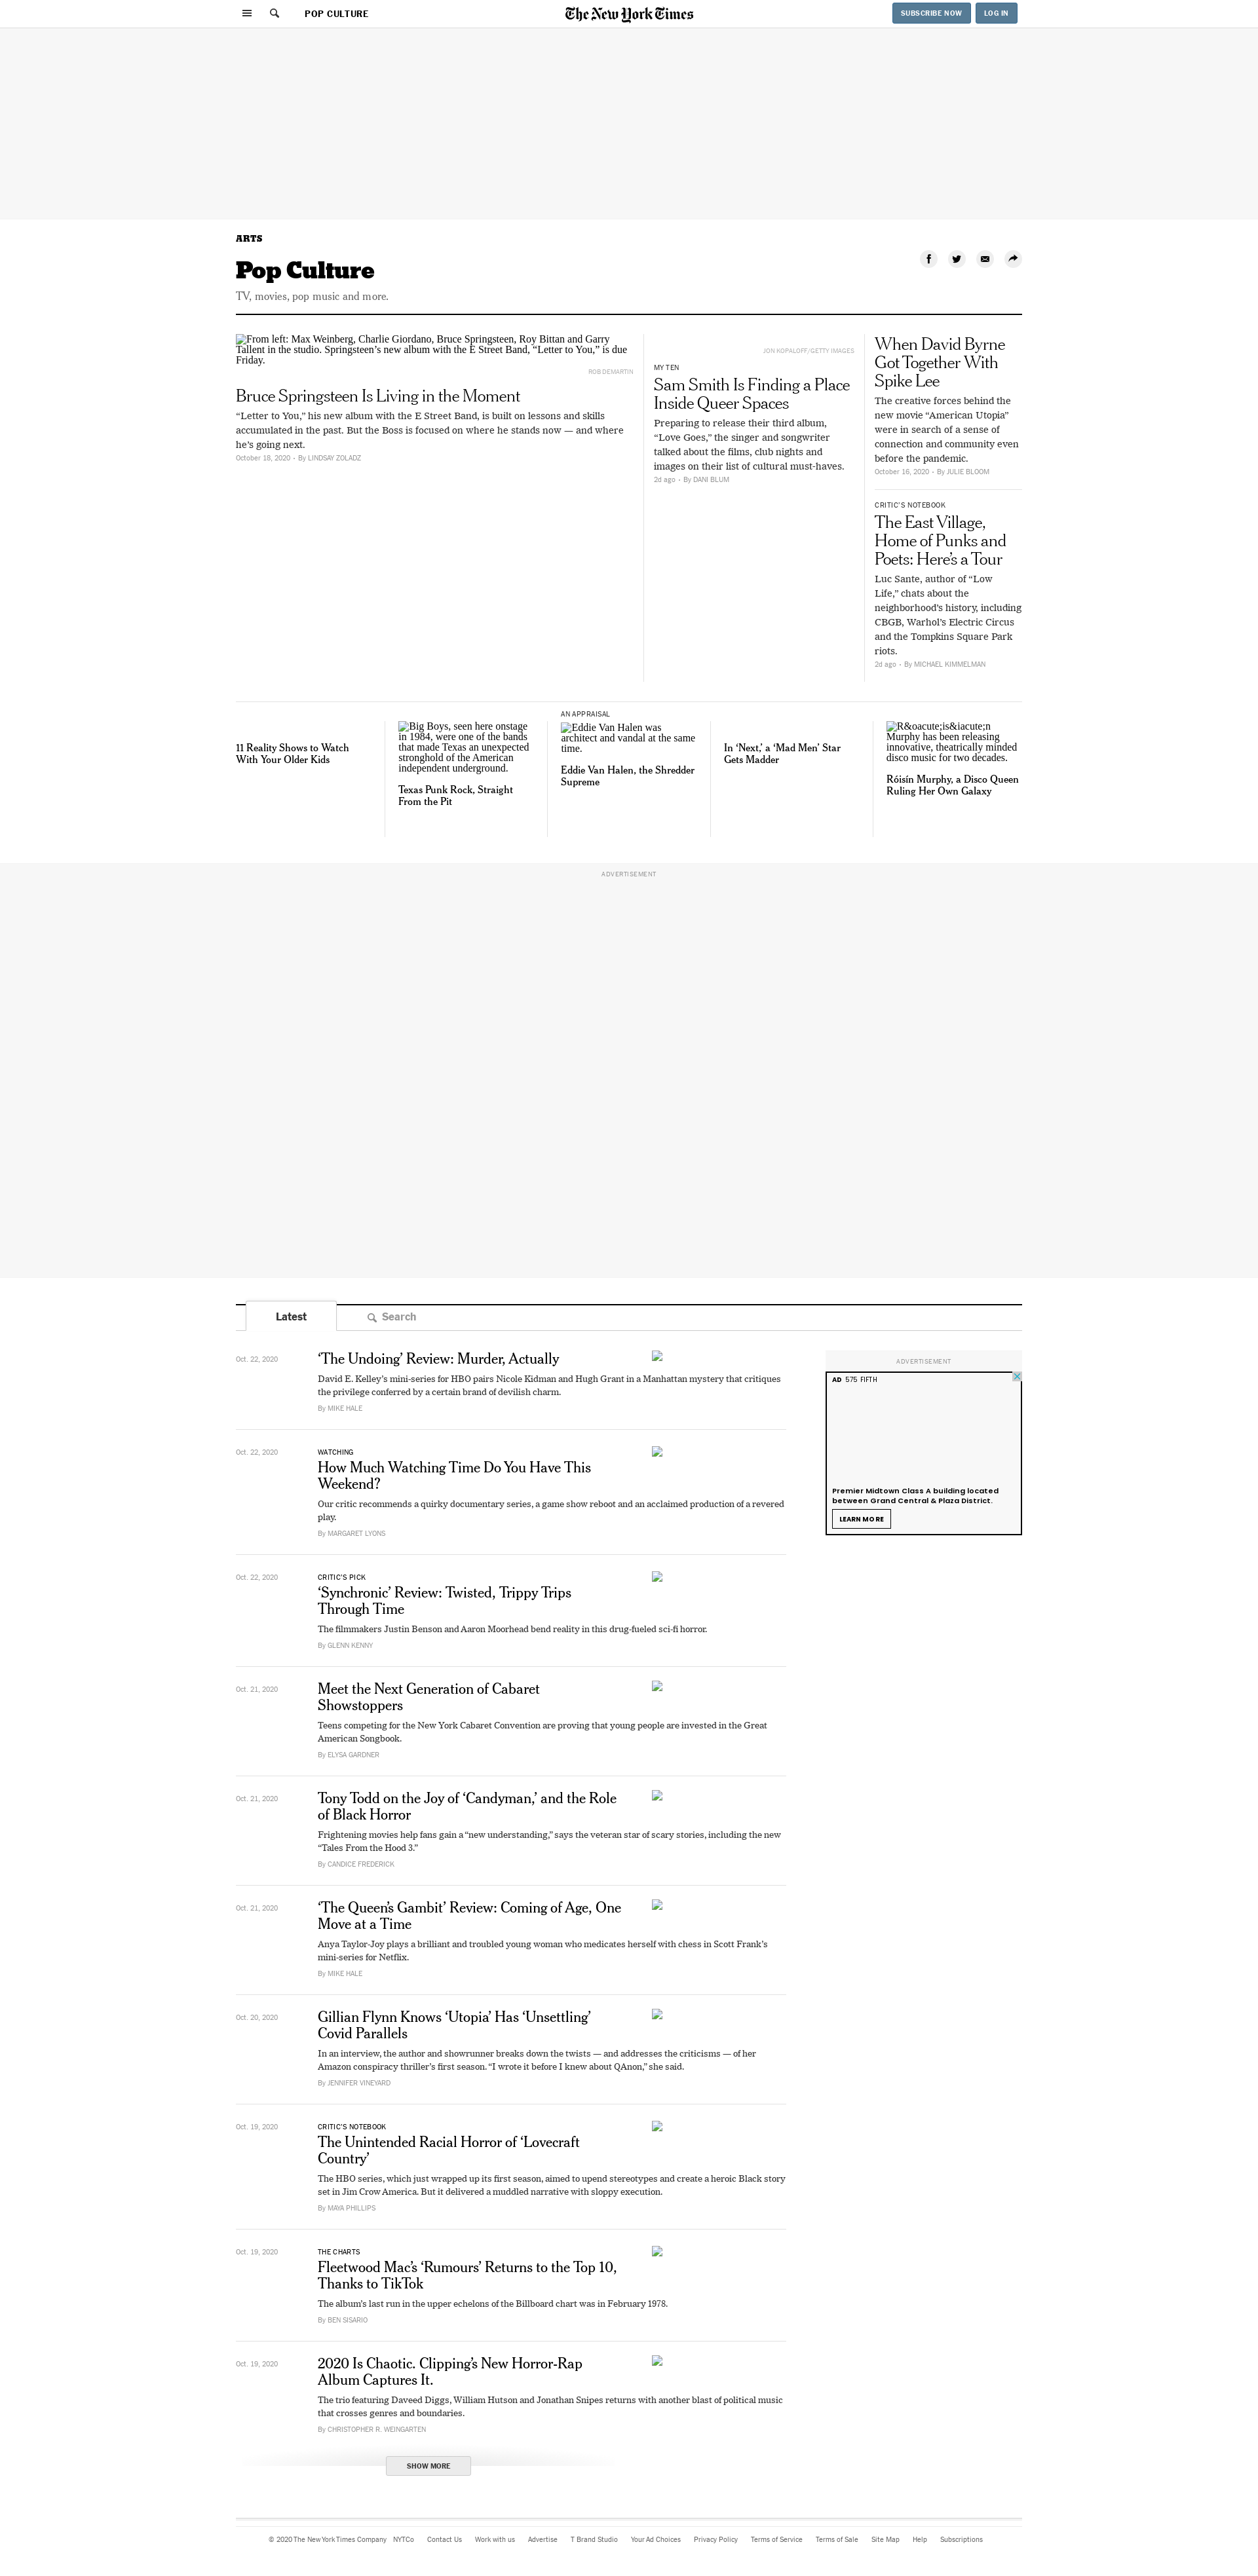 POP CULTURE
The New York Times
SUBSCRIBE NOW
LOG IN
ARTS
Pop Culture
TV, movies, pop music and more.
From left: Max Weinberg, Charlie Giordano, Bruce Springsteen, Roy Bittan and Garry
Tallent in the studio. Springsteen’s new album with the E Street Band, “Letter to You,” is due
Friday.
ROB DEMARTIN
Bruce Springsteen Is Living in the Moment
“Letter to You,” his new album with the E Street Band, is built on lessons and skills
accumulated in the past. But the Boss is focused on where he stands now — and where
he’s going next.
October 18, 2020 - By LINDSAY ZOLADZ
JON KOPALOFF/GETTY IMAGES
MY TEN
Sam Smith Is Finding a Place
Inside Queer Spaces
Preparing to release their third album,
“Love Goes,” the singer and songwriter
talked about the films, club nights and
images on their list of cultural must-haves.
2d ago - By DANI BLUM
When David Byrne
Got Together With
Spike Lee
The creative forces behind the
new movie “American Utopia”
were in search of a sense of
connection and community even
before the pandemic.
October 16, 2020 - By JULIE BLOOM
CRITIC’S NOTEBOOK
The East Village,
Home of Punks and
Poets: Here’s a Tour
Luc Sante, author of “Low
Life,” chats about the
neighborhood’s history, including
CBGB, Warhol’s Electric Circus
and the Tompkins Square Park
riots.
2d ago - By MICHAEL KIMMELMAN
11 Reality Shows to Watch
With Your Older Kids
Big Boys, seen here onstage
in 1984, were one of the bands
that made Texas an unexpected
stronghold of the American
independent underground.
Texas Punk Rock, Straight
From the Pit
AN APPRAISAL
Eddie Van Halen was
architect and vandal at the same
time.
Eddie Van Halen, the Shredder
Supreme
In ‘Next,’ a ‘Mad Men’ Star
Gets Madder
R&oacute;is&iacute;n
Murphy has been releasing
innovative, theatrically minded
disco music for two decades.
Róisín Murphy, a Disco Queen
Ruling Her Own Galaxy
ADVERTISEMENT
Latest
Search
Oct. 22, 2020
‘The Undoing’ Review: Murder, Actually
David E. Kelley’s mini-series for HBO pairs Nicole Kidman and Hugh Grant in a Manhattan mystery that critiques
the privilege conferred by a certain brand of devilish charm.
By MIKE HALE
Oct. 22, 2020
WATCHING
How Much Watching Time Do You Have This
Weekend?
Our critic recommends a quirky documentary series, a game show reboot and an acclaimed production of a revered
play.
By MARGARET LYONS
Oct. 22, 2020
CRITIC’S PICK
‘Synchronic’ Review: Twisted, Trippy Trips
Through Time
The filmmakers Justin Benson and Aaron Moorhead bend reality in this drug-fueled sci-fi horror.
By GLENN KENNY
Oct. 21, 2020
Meet the Next Generation of Cabaret
Showstoppers
Teens competing for the New York Cabaret Convention are proving that young people are invested in the Great
American Songbook.
By ELYSA GARDNER
Oct. 21, 2020
Tony Todd on the Joy of ‘Candyman,’ and the Role
of Black Horror
Frightening movies help fans gain a “new understanding,” says the veteran star of scary stories, including the new
“Tales From the Hood 3.”
By CANDICE FREDERICK
Oct. 21, 2020
‘The Queen’s Gambit’ Review: Coming of Age, One
Move at a Time
Anya Taylor-Joy plays a brilliant and troubled young woman who medicates herself with chess in Scott Frank’s
mini-series for Netflix.
By MIKE HALE
Oct. 20, 2020
Gillian Flynn Knows ‘Utopia’ Has ‘Unsettling’
Covid Parallels
In an interview, the author and showrunner breaks down the twists — and addresses the criticisms — of her
Amazon conspiracy thriller’s first season. “I wrote it before I knew about QAnon,” she said.
By JENNIFER VINEYARD
Oct. 19, 2020
CRITIC’S NOTEBOOK
The Unintended Racial Horror of ‘Lovecraft
Country’
The HBO series, which just wrapped up its first season, aimed to upend stereotypes and create a heroic Black story
set in Jim Crow America. But it delivered a muddled narrative with sloppy execution.
By MAYA PHILLIPS
Oct. 19, 2020
THE CHARTS
Fleetwood Mac’s ‘Rumours’ Returns to the Top 10,
Thanks to TikTok
The album’s last run in the upper echelons of the Billboard chart was in February 1978.
By BEN SISARIO
Oct. 19, 2020
2020 Is Chaotic. Clipping’s New Horror-Rap
Album Captures It.
The trio featuring Daveed Diggs, William Hutson and Jonathan Snipes returns with another blast of political music
that crosses genres and boundaries.
By CHRISTOPHER R. WEINGARTEN
SHOW MORE
ADVERTISEMENT
AD 575 FIFTH
Premier Midtown Class A building located
between Grand Central & Plaza District.
LEARN MORE
© 2020 The New York Times Company NYTCo Contact Us Work with us Advertise T Brand Studio Your Ad Choices Privacy Policy Terms of Service Terms of Sale Site Map Help Subscriptions